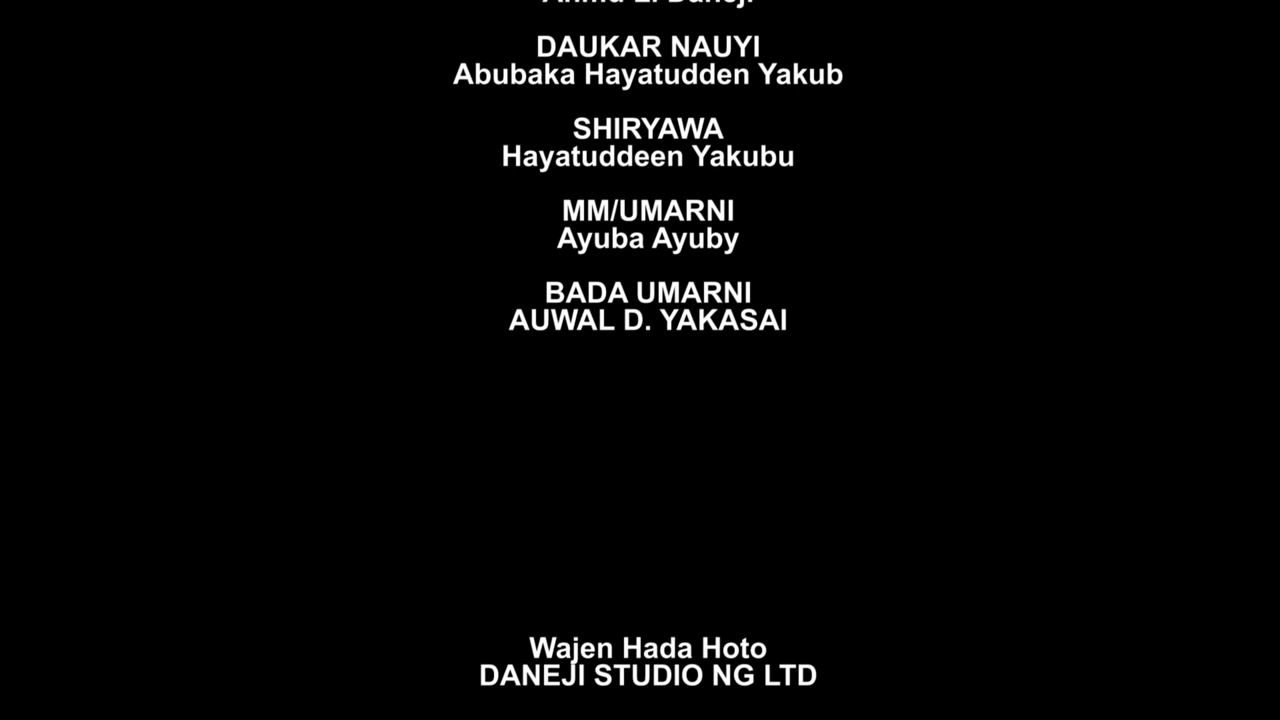 DAUKAR NAUYI
Abubaka Hayatudden Yakub
SHIRYAWA
Hayatuddeen Yakubu
MM/UMARNI
Ayuba Ayuby
BADA UMARNI
AUWAL D. YAKASAI
Wajen Hada Hoto
DANEJI STUDIO NG LTD